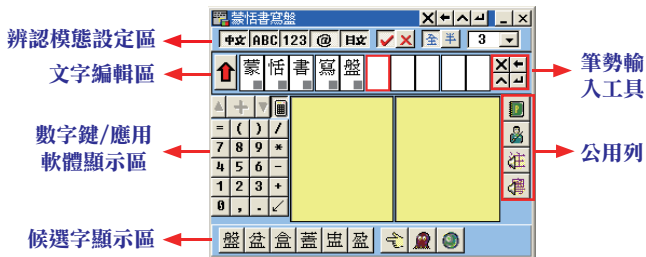 蒙恬書寫盤
辨認模態設定區
中文 ABC 123 @ 日文 全 半 3
文字編輯區
蒙 恬 書 寫 盤
筆勢輸
入工具
數字鍵/應用
軟體顯示區
= ( ) /
7 8 9 *
4 5 6 -
1 2 3 +
0 , .
公用列
候選字顯示區
盤 盆 盒 蓋 盅 盈